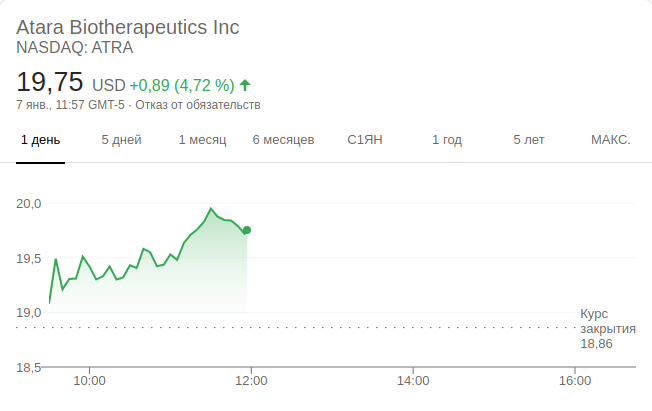 Atara Biotherapeutics Inc
NASDAQ: ATRA
19,75 USD +0,89 (4,72 %)
7 янв., 11:57 GMT-5 · Отказ от обязательств
1 день 5 дней 1 месяц 6 месяцев С1ЯН 1 год 5 лет МАКС.
20,0
19,5
19,0
Курс
закрытия
18,86
18,5
10:00 12:00 14:00 16:00